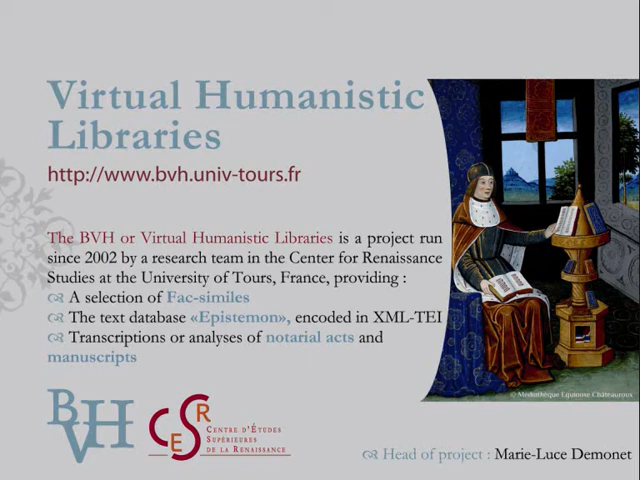 Virtual Humanistic
Libraries
http://www.bvh.univ-tours.fr
The BVH or Virtual Humanistic Libraries is a project run
since 2002 by a research team in the Center for Renaissance
Studies at the University of Tours, France, providing :
A selection of Fac-similes
The text database «Epistemon», encoded in XML-TEI
Transcriptions or analyses of notarial acts and
manuscripts
© Médiathèque Equinoxe Châteauroux
BVH
CESR
CENTRE D'ÉTUDES
SUPÉRIEURES
DE LA RENAISSANCE
Head of project : Marie-Luce Demonet